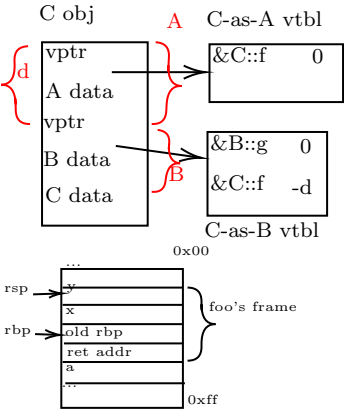 C obj
A
C-as-A vtbl
vptr
&C::f 0
d
A data
vptr
B data
&B::g 0
B
C data
&C::f -d
C-as-B vtbl
0x00
...
rsp
y
x
foo's frame
rbp
old rbp
ret addr
a
...
0xff